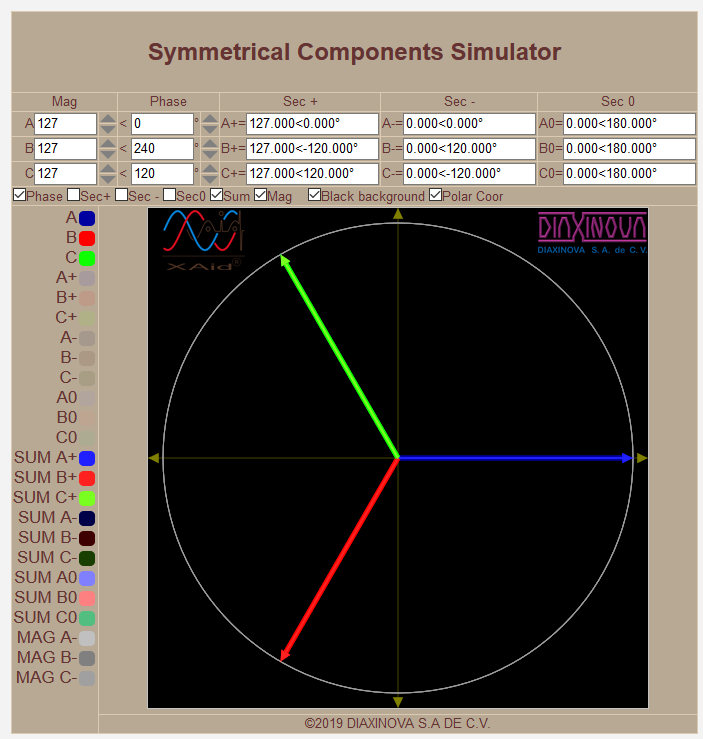 Symmetrical Components Simulator
Mag Phase Sec + Sec - Sec 0
A 127 < 0 ° A+= 127.000<0.000° A-= 0.000<0.000° A0= 0.000<180.000°
B 127 < 240 ° B+= 127.000<-120.000° B-= 0.000<120.000° B0= 0.000<180.000°
C 127 < 120 ° C+= 127.000<120.000° C-= 0.000<-120.000° C0= 0.000<180.000°
Phase Sec+ Sec - Sec0 Sum Mag Black background Polar Coor
A
B
C
A+
B+
C+
A-
B-
C-
A0
B0
C0
SUM A+
SUM B+
SUM C+
SUM A-
SUM B-
SUM C-
SUM A0
SUM B0
SUM C0
MAG A-
MAG B-
MAG C-
XAid
XAid®
DIAXINOVA
DIAXINOVA S.A. de C.V.
©2019 DIAXINOVA S.A DE C.V.